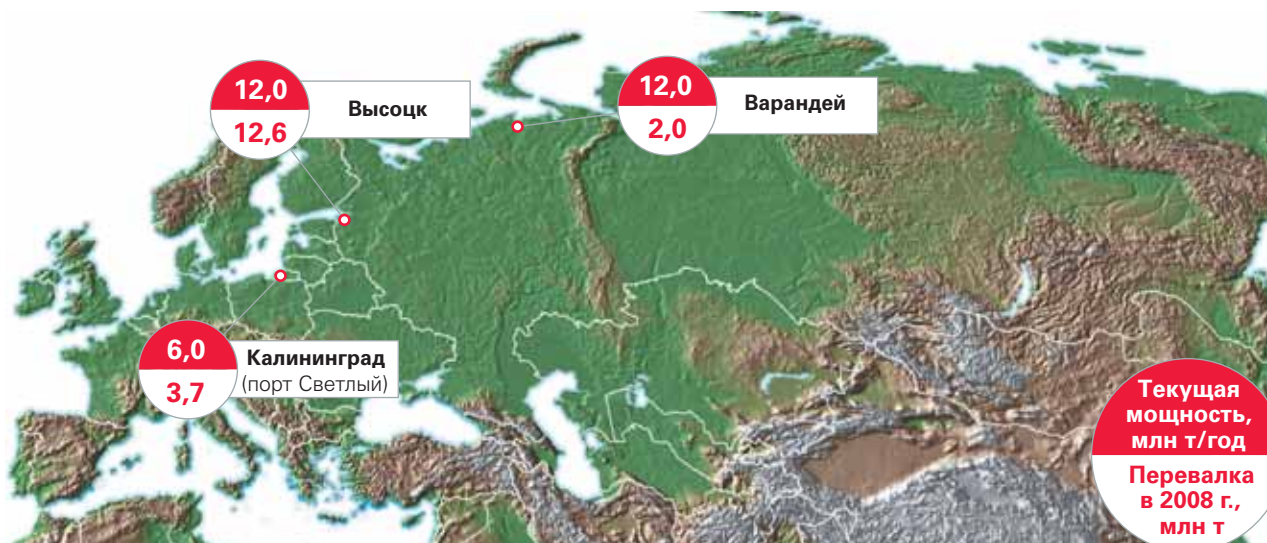 12,0
12,6
Высоцк
12,0
2,0
Варандей
6,0
3,7
Калининград
(порт Светлый)
Текущая
мощность,
млн т/год
Перевалка
в 2008 г.,
млн т